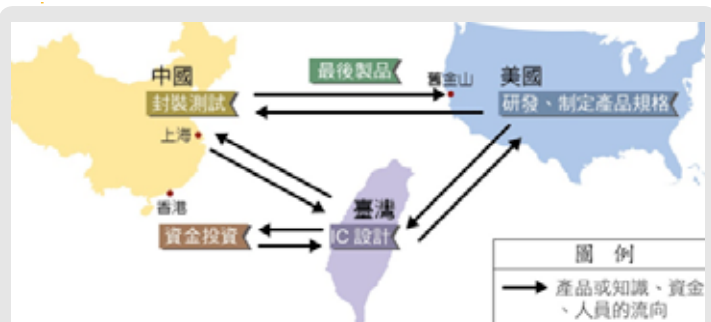 中國
封裝測試
上海
香港
最後製品
舊金山
美國
研發、制定產品規格
臺灣
IC 設計
資金投資
圖 例
產品或知識、資金
、人員的流向